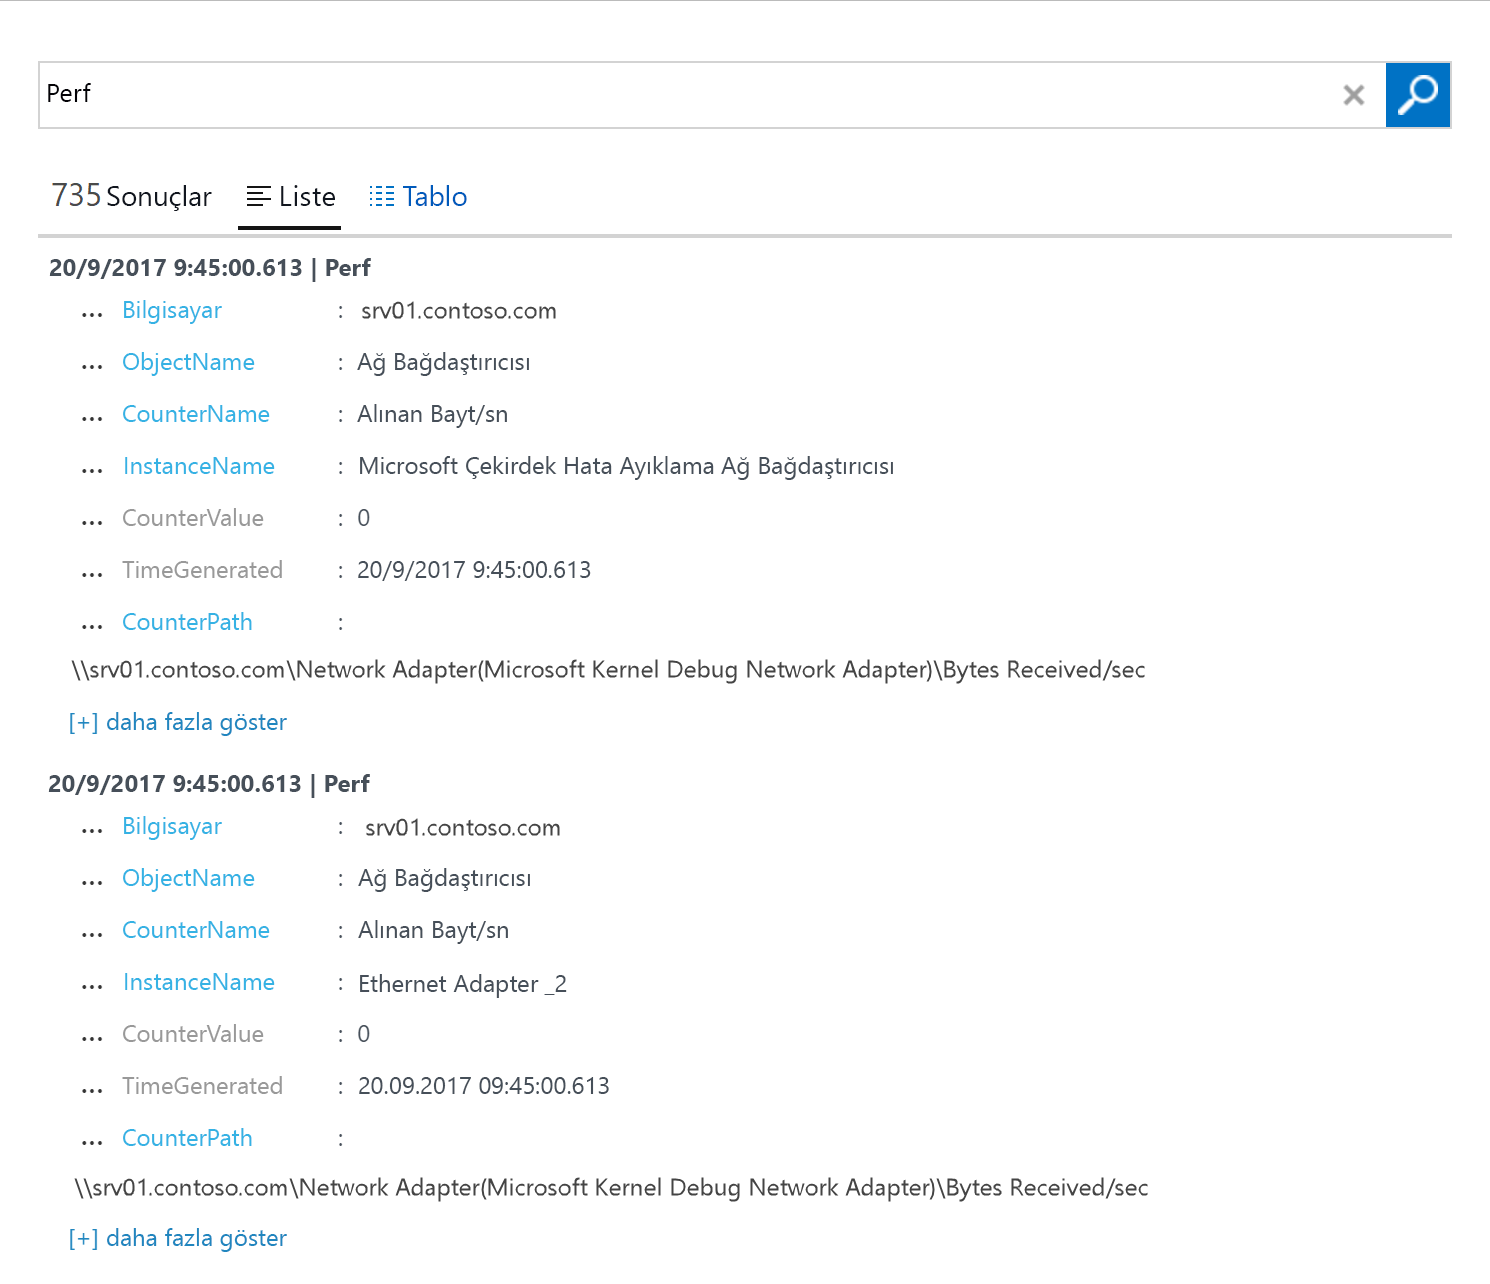 Perf
735 Sonuçlar Liste Tablo
20/9/2017 9:45:00.613 | Perf
... Bilgisayar : srv01.contoso.com
... ObjectName : Ağ Bağdaştırıcısı
... CounterName : Alınan Bayt/sn
... InstanceName : Microsoft Çekirdek Hata Ayıklama Ağ Bağdaştırıcısı
... CounterValue : 0
... TimeGenerated : 20/9/2017 9:45:00.613
... CounterPath :
\\srv01.contoso.com\Network Adapter(Microsoft Kernel Debug Network Adapter)\Bytes Received/sec
[+] daha fazla göster
20/9/2017 9:45:00.613 | Perf
... Bilgisayar : srv01.contoso.com
... ObjectName : Ağ Bağdaştırıcısı
... CounterName : Alınan Bayt/sn
... InstanceName : Ethernet Adapter _2
... CounterValue : 0
... TimeGenerated : 20.09.2017 09:45:00.613
... CounterPath :
\\srv01.contoso.com\Network Adapter(Microsoft Kernel Debug Network Adapter)\Bytes Received/sec
[+] daha fazla göster